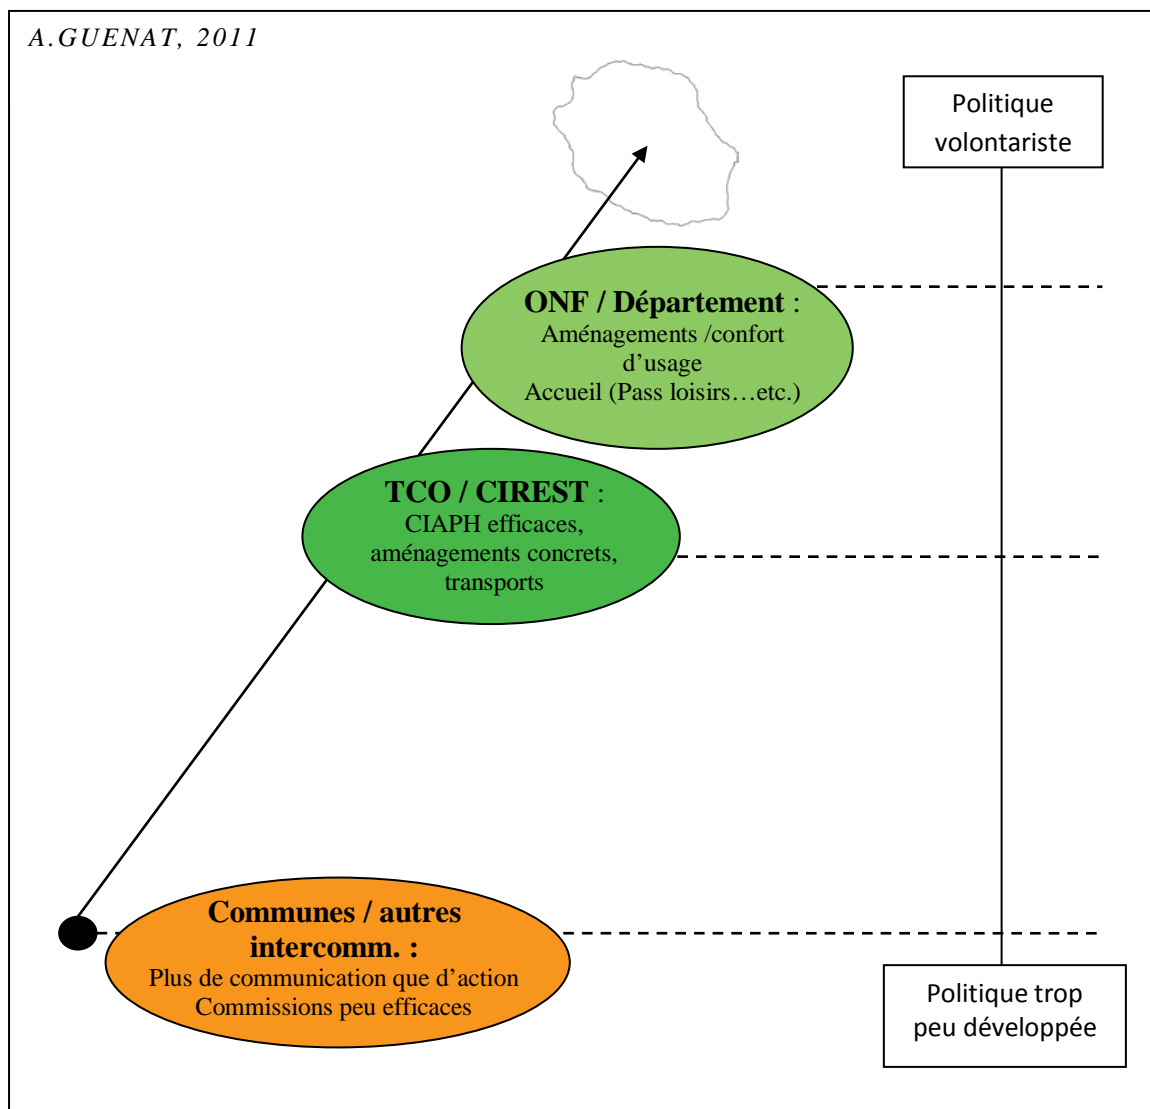 A.GUENAT, 2011
Politique
volontariste
ONF / Département :
Aménagements /confort
d’usage
Accueil (Pass loisirs…etc.)
TCO / CIREST :
CIAPH efficaces,
aménagements concrets,
transports
Communes / autres
intercomm. :
Plus de communication que d’action
Commissions peu efficaces
Politique trop
peu développée